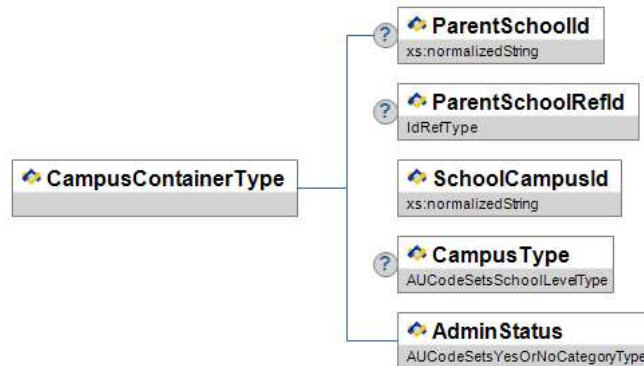 ParentSchoolId
xs:normalizedString
?
ParentSchoolRefId
IdRefType
?
CampusContainerType
SchoolCampusId
xs:normalizedString
CampusType
AUCodeSetsSchoolLevelType
?
AdminStatus
AUCodeSetsYesOrNoCategoryType